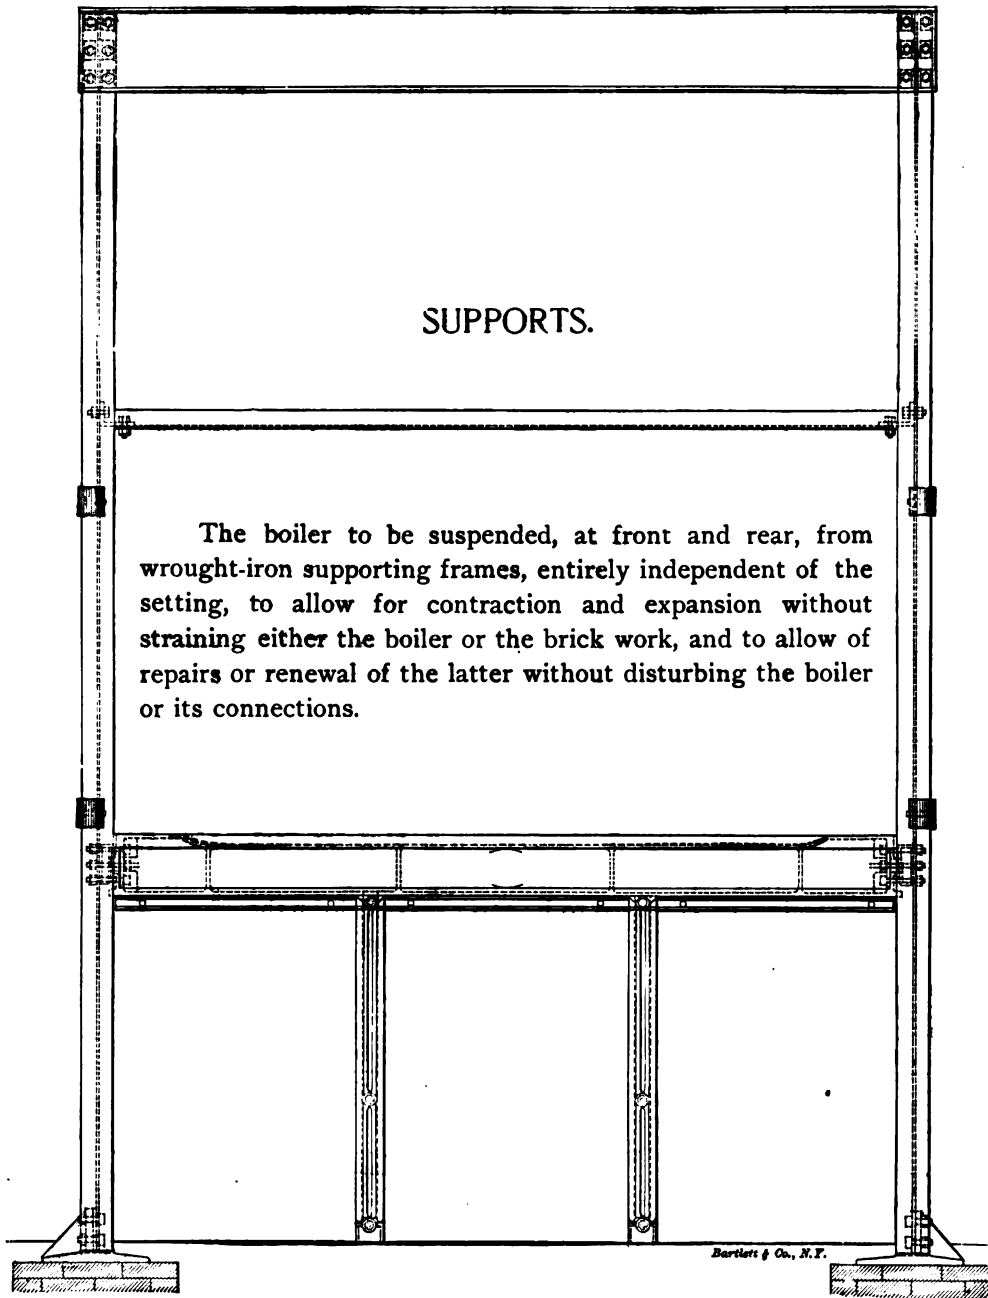 SUPPORTS.
The boiler to be suspended, at front and rear, from
wrought-iron supporting frames, entirely independent of the
setting, to allow for contraction and expansion without
straining either the boiler or the brick work, and to allow of
repairs or renewal of the latter without disturbing the boiler
or its connections.
Bartlett & Co., N.Y.